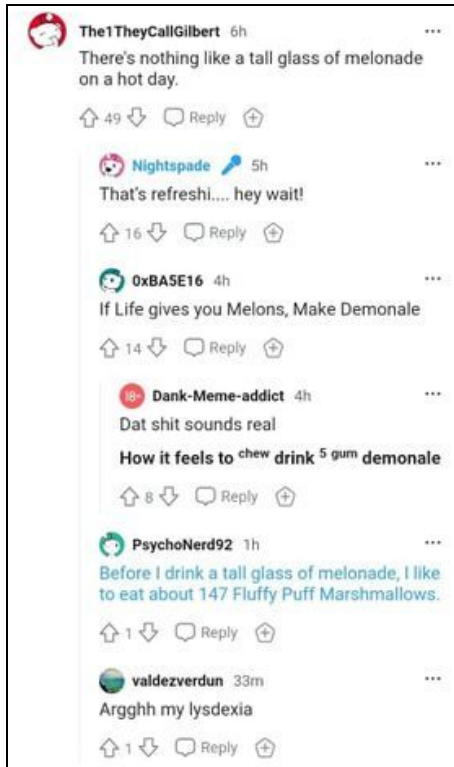 The1TheyCallGilbert 6h
There's nothing like a tall glass of melonade
on a hot day.
49 Reply
Nightspade 5h
That's refreshi.... hey wait!
16 Reply
0xBA5E16 4h
If Life gives you Melons, Make Demonale
14 Reply
18+ Dank-Meme-addict 4h
Dat shit sounds real
How it feels to chew drink 5 gum demonale
8 Reply
PsychoNerd92 1h
Before I drink a tall glass of melonade, I like
to eat about 147 Fluffy Puff Marshmallows.
1 Reply
valdezverdun 33m
Argghh my lysdexia
1 Reply